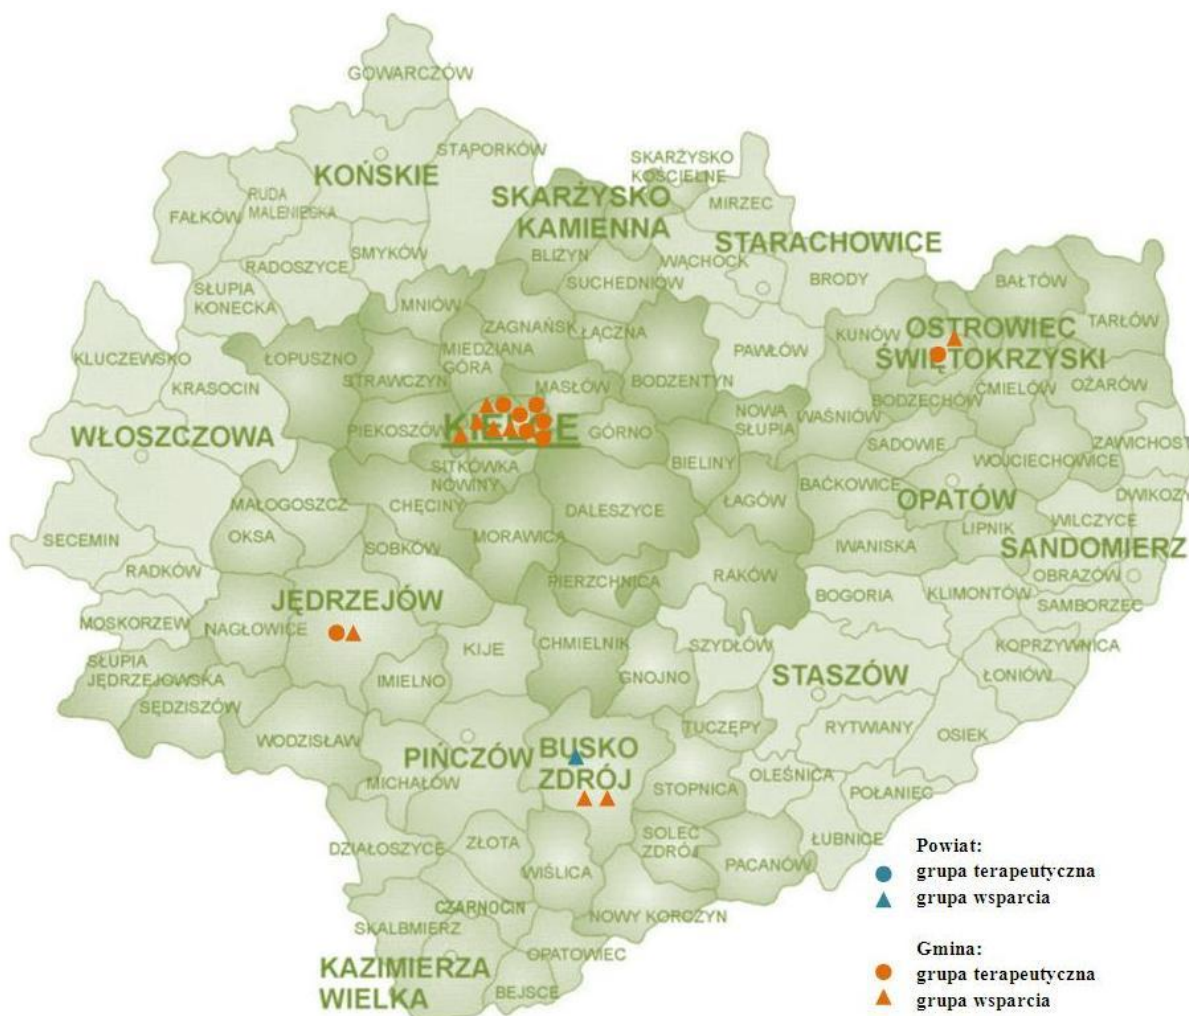 GOWARCZÓW
STĄPORKÓW
KOŃSKIE
SKARŻYSKO
KOŚCIELNE
RUDA
MALENIECKA
FAŁKÓW
SKARŻYSKO
KAMIENNA
MIRZEC
SMYKÓW
RADOSZYCE
BLIŻYN
WĄCHOCK
STARACHOWICE
SUCHEDNIÓW
BRODY
BAŁTÓW
SŁUPIA
KONECKA
MNIÓW
ZAGNAŃSK
ŁĄCZNA
KUNÓW
OSTROWIEC
ŚWIĘTOKRZYSKI
TARŁÓW
KLUCZEWSKO
ŁOPUSZNO
MIEDZIANA
GÓRA
PAWŁÓW
KRASOCIN
STRAWCZYN
MASŁÓW
BODZENTYN
BODZECHÓW
ĆMIELÓW
OŻARÓW
WŁOSZCZOWA
PIEKOSZÓW
KIELCE
GÓRNO
NOWA
SŁUPIA
WAŚNIÓW
SADOWIE
ZAWICHOST
SITKÓWKA
NOWINY
BIELINY
WOJCIECHOWICE
MAŁOGOSZCZ
CHĘCINY
ŁAGÓW
BAĆKOWICE
OPATÓW
DWIKOZY
SECEMIN
OKSA
SOBKÓW
MORAWICA
DALESZYCE
IWANISKA
LIPNIK
WILCZYCE
SANDOMIERZ
RADKÓW
PIERZCHNICA
RAKÓW
OBRAZÓW
JĘDRZEJÓW
BOGORIA
KLIMONTÓW
SAMBORZEC
MOSKORZEW
NAGŁOWICE
KIJE
CHMIELNIK
SZYDŁÓW
KOPRZYWNICA
SŁUPIA
JĘDRZEJOWSKA
IMIELNO
GNOJNO
STASZÓW
ŁONIÓW
SĘDZISZÓW
WODZISŁAW
PIŃCZÓW
BUSKO
ZDRÓJ
TUCZĘPY
RYTWIANY
OSIEK
MICHAŁÓW
STOPNICA
OLEŚNICA
POŁANIEC
DZIAŁOSZYCE
ZŁOTA
WIŚLICA
SOLEC
ZDRÓJ
PACANÓW
ŁUBNICE
CZARNOCIN
NOWY KORCZYN
SKALBMIERZ
OPATOWIEC
KAZIMIERZA
WIELKA
BEJSCE
Powiat:
grupa terapeutyczna
grupa wsparcia
Gmina:
grupa terapeutyczna
grupa wsparcia